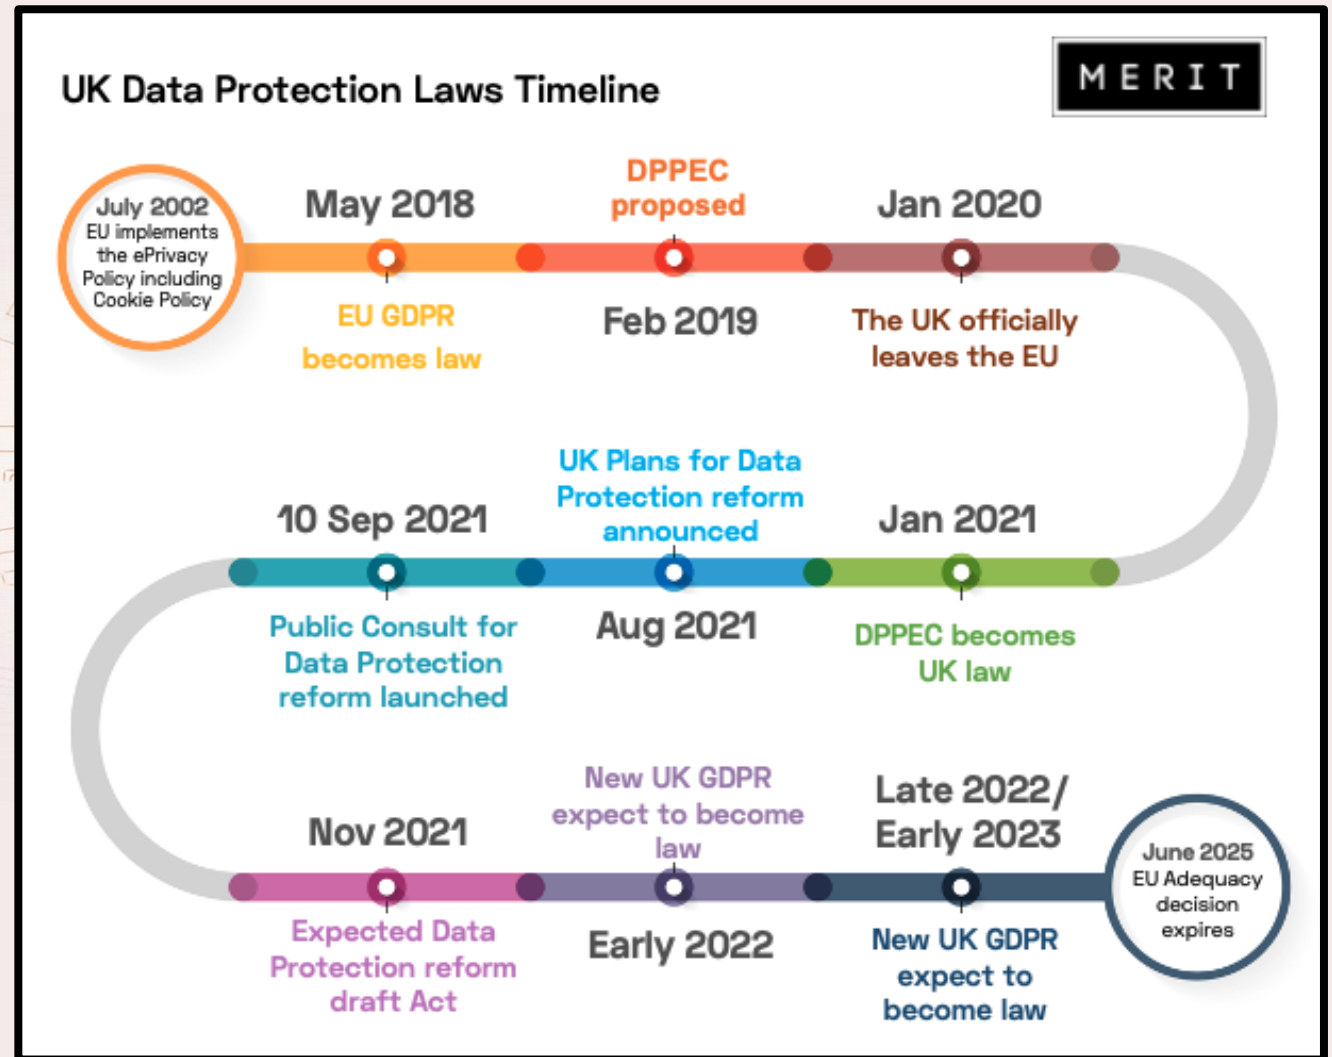 UK Data Protection Laws Timeline
MERIT
July 2002
EU implements
the ePrivacy
Policy including
Cookie Policy
May 2018
EU GDPR
becomes law
DPPEC
proposed
Feb 2019
Jan 2020
The UK officially
leaves the EU
Jan 2021
DPPEC becomes
UK law
UK Plans for Data
Protection reform
announced
Aug 2021
10 Sep 2021
Public Consult for
Data Protection
reform launched
Nov 2021
Expected Data
Protection reform
draft Act
New UK GDPR
expect to become
law
Early 2022
Late 2022/
Early 2023
New UK GDPR
expect to
become law
June 2025
EU Adequacy
decision
expires